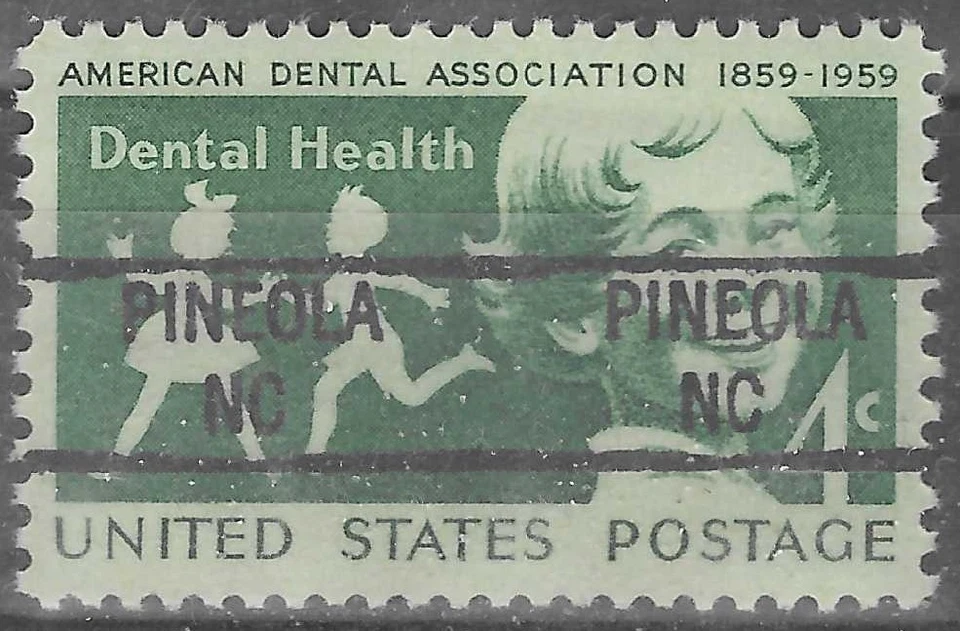 AMERICAN DENTAL ASSOCIATION 1859-1959
Dental Health
PINEOLA PINEOLA
NC NC
4c
UNITED STATES POSTAGE